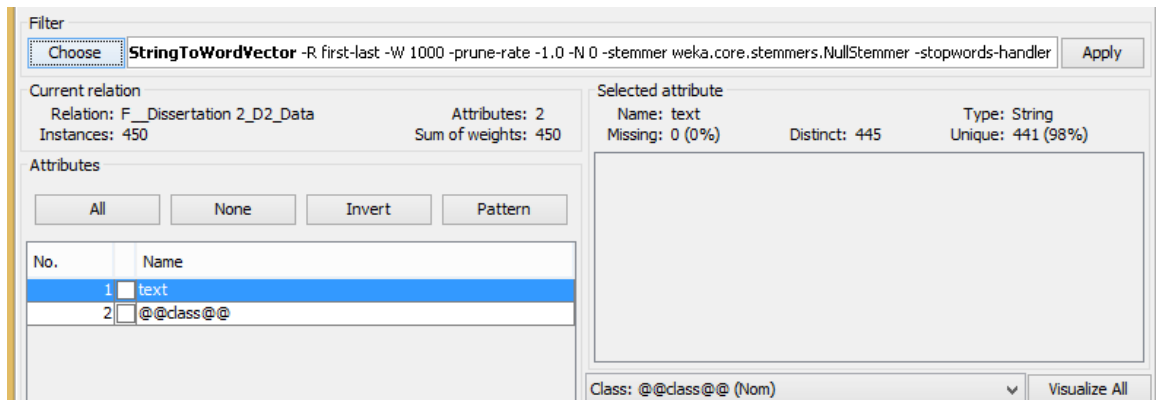 Filter
Choose StringToWordVector -R first-last -W 1000 -prune-rate -1.0 -N 0 -stemmer weka.core.stemmers.NullStemmer -stopwords-handler Apply
Current relation
Relation: F__Dissertation 2_D2_Data Attributes: 2
Instances: 450 Sum of weights: 450
Attributes
All None Invert Pattern
No. Name
1 text
2 @@class@@
Selected attribute
Name: text Type: String
Missing: 0 (0%) Distinct: 445 Unique: 441 (98%)
Class: @@class@@ (Nom) Visualize All